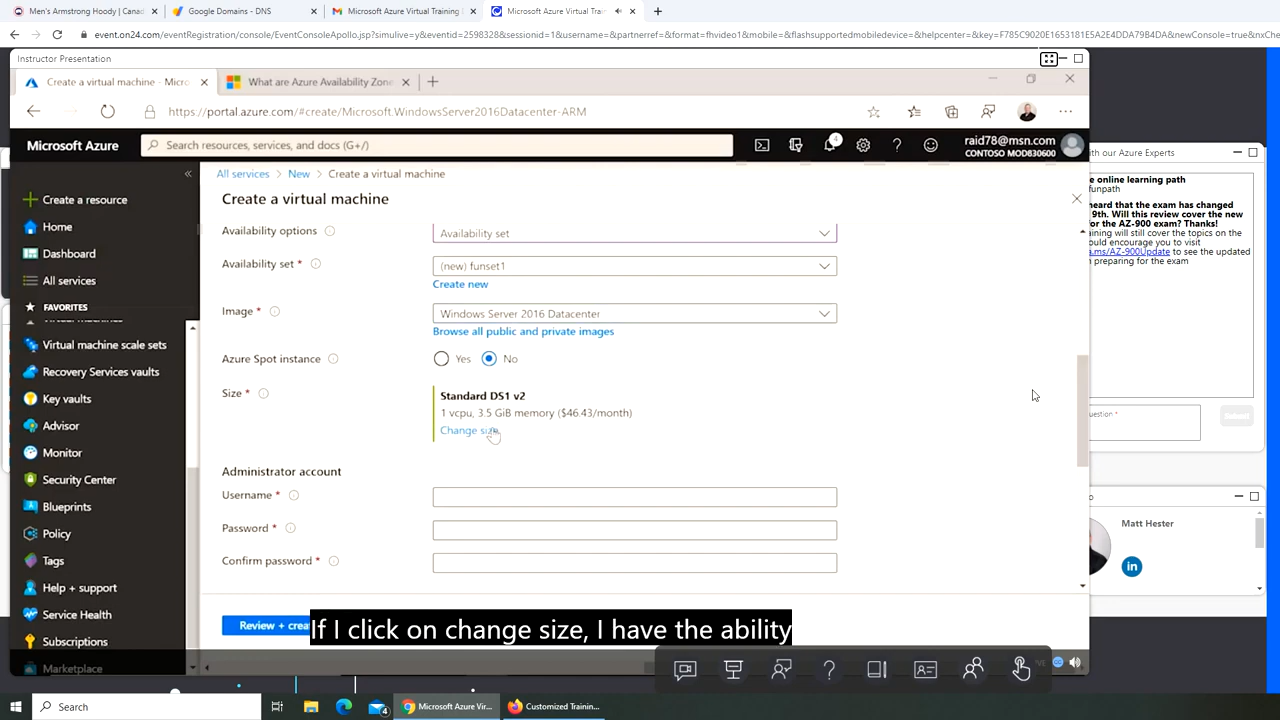 Men's Armstrong Hoody | Canad
Google Domains - DNS
Microsoft Azure Virtual Training
Microsoft Azure Virtual Trai
event.on24.com/eventRegistration/console/EventConsoleApollo.jsp?simulive=y&eventid=2598328&sessionid=1&username=&partnerref=&format=fhvideo1&mobile=&flashsupportedmobiledevice=&helpcenter=&key=F785C9020E1653181E5A2E4DDA79B4DA&newConsole=true&nxChe
Instructor Presentation
Create a virtual machine - Micro
What are Azure Availability Zone
https://portal.azure.com/#create/Microsoft.WindowsServer2016Datacenter-ARM
Microsoft Azure
Search resources, services, and docs (G+/)
4
raid78@msn.com
CONTOSO MOD830600
Create a resource
Home
Dashboard
All services
FAVORITES
Virtual machine scale sets
Recovery Services vaults
Key vaults
Advisor
Monitor
Security Center
Blueprints
Policy
Tags
Help + support
Service Health
Subscriptions
Marketplace
All services > New > Create a virtual machine
Create a virtual machine
Availability options
Availability set
Availability set *
(new) funset1
Create new
Image *
Windows Server 2016 Datacenter
Browse all public and private images
Azure Spot instance
Yes
No
Size *
Standard DS1 v2
1 vcpu, 3.5 GiB memory ($46.43/month)
Change size
Administrator account
Username *
Password *
Confirm password *
Review + crea
If I click on change size, I have the ability
ith our Azure Experts
e online learning path
funpath
heard that the exam has changed
9th. Will this review cover the new
for the AZ-900 exam? Thanks!
aining will still cover the topics on the
ould encourage you to visit
a.ms/AZ-900Update to see the updated
n preparing for the exam
question *
Submit
Matt Hester
in
Search
4
Microsoft Azure Vir...
Customized Trainin...